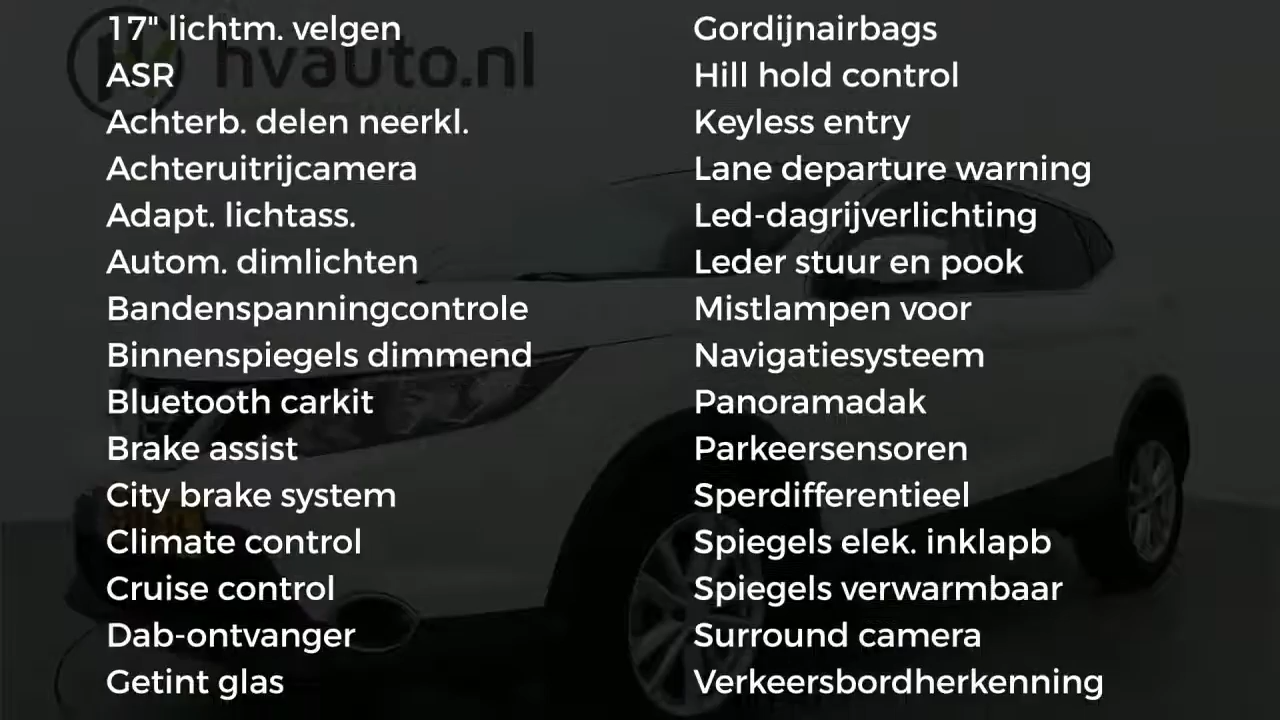 hvauto.nl
17" lichtm. velgen
ASR
Achterb. delen neerkl.
Achteruitrijcamera
Adapt. lichtass.
Autom. dimlichten
Bandenspanningcontrole
Binnenspiegels dimmend
Bluetooth carkit
Brake assist
City brake system
Climate control
Cruise control
Dab-ontvanger
Getint glas
Gordijnairbags
Hill hold control
Keyless entry
Lane departure warning
Led-dagrijverlichting
Leder stuur en pook
Mistlampen voor
Navigatiesysteem
Panoramadak
Parkeersensoren
Sperdifferentieel
Spiegels elek. inklapb
Spiegels verwarmbaar
Surround camera
Verkeersbordherkenning